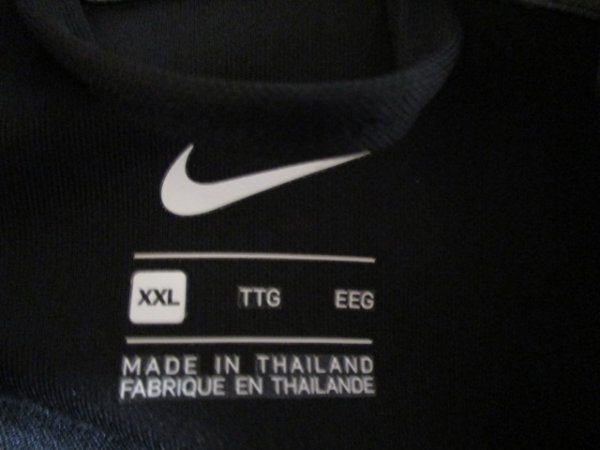 XXL TTG EEG
MADE IN THAILAND
FABRIQUE EN THAILANDE